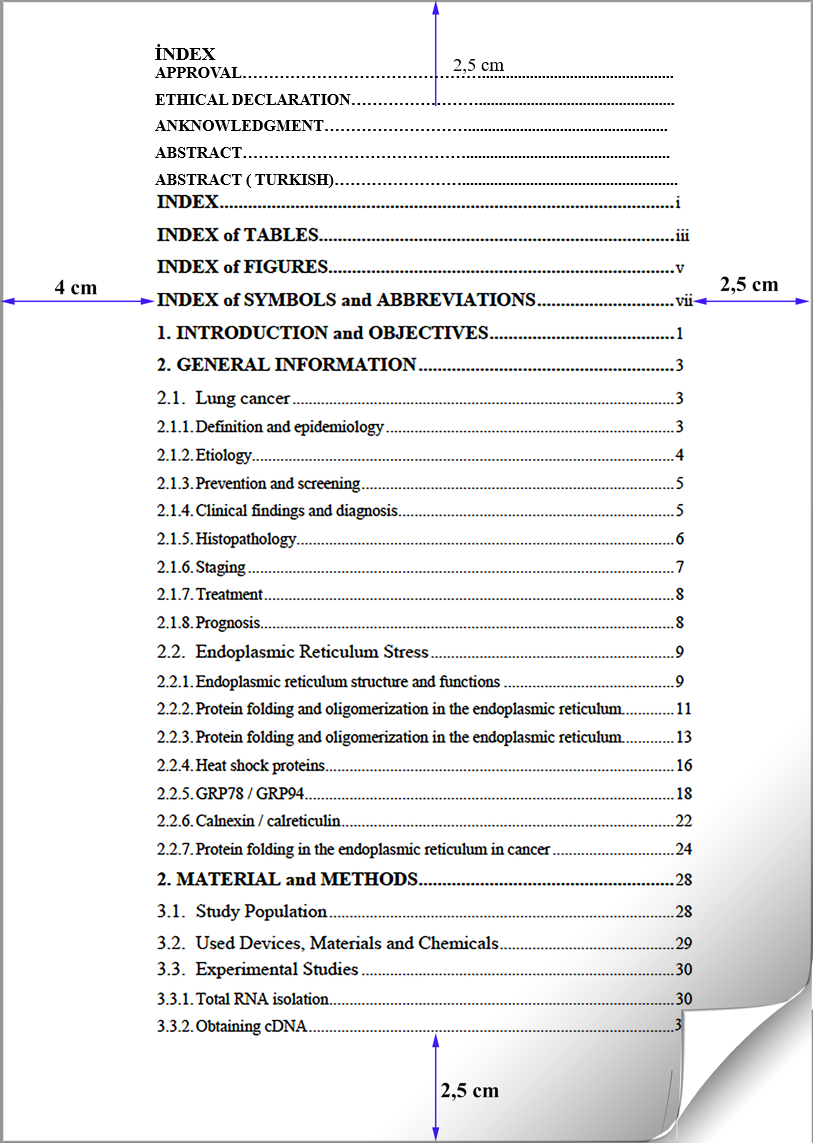 İNDEX
APPROVAL
2,5 cm
ETHICAL DECLARATION
ANKNOWLEDGMENT
ABSTRACT
ABSTRACT ( TURKISH)
INDEX i
INDEX of TABLES iii
INDEX of FIGURES v
4 cm
INDEX of SYMBOLS and ABBREVIATIONS vii
2,5 cm
1. INTRODUCTION and OBJECTIVES 1
2. GENERAL INFORMATION 3
2.1. Lung cancer 3
2.1.1. Definition and epidemiology 3
2.1.2. Etiology 4
2.1.3. Prevention and screening 5
2.1.4. Clinical findings and diagnosis 5
2.1.5. Histopathology 6
2.1.6. Staging 7
2.1.7. Treatment 8
2.1.8. Prognosis 8
2.2. Endoplasmic Reticulum Stress 9
2.2.1. Endoplasmic reticulum structure and functions 9
2.2.2. Protein folding and oligomerization in the endoplasmic reticulum 11
2.2.3. Protein folding and oligomerization in the endoplasmic reticulum 13
2.2.4. Heat shock proteins 16
2.2.5. GRP78 / GRP94 18
2.2.6. Calnexin / calreticulin 22
2.2.7. Protein folding in the endoplasmic reticulum in cancer 24
2. MATERIAL and METHODS 28
3.1. Study Population 28
3.2. Used Devices, Materials and Chemicals 29
3.3. Experimental Studies 30
3.3.1. Total RNA isolation 30
3.3.2. Obtaining cDNA 3
2,5 cm